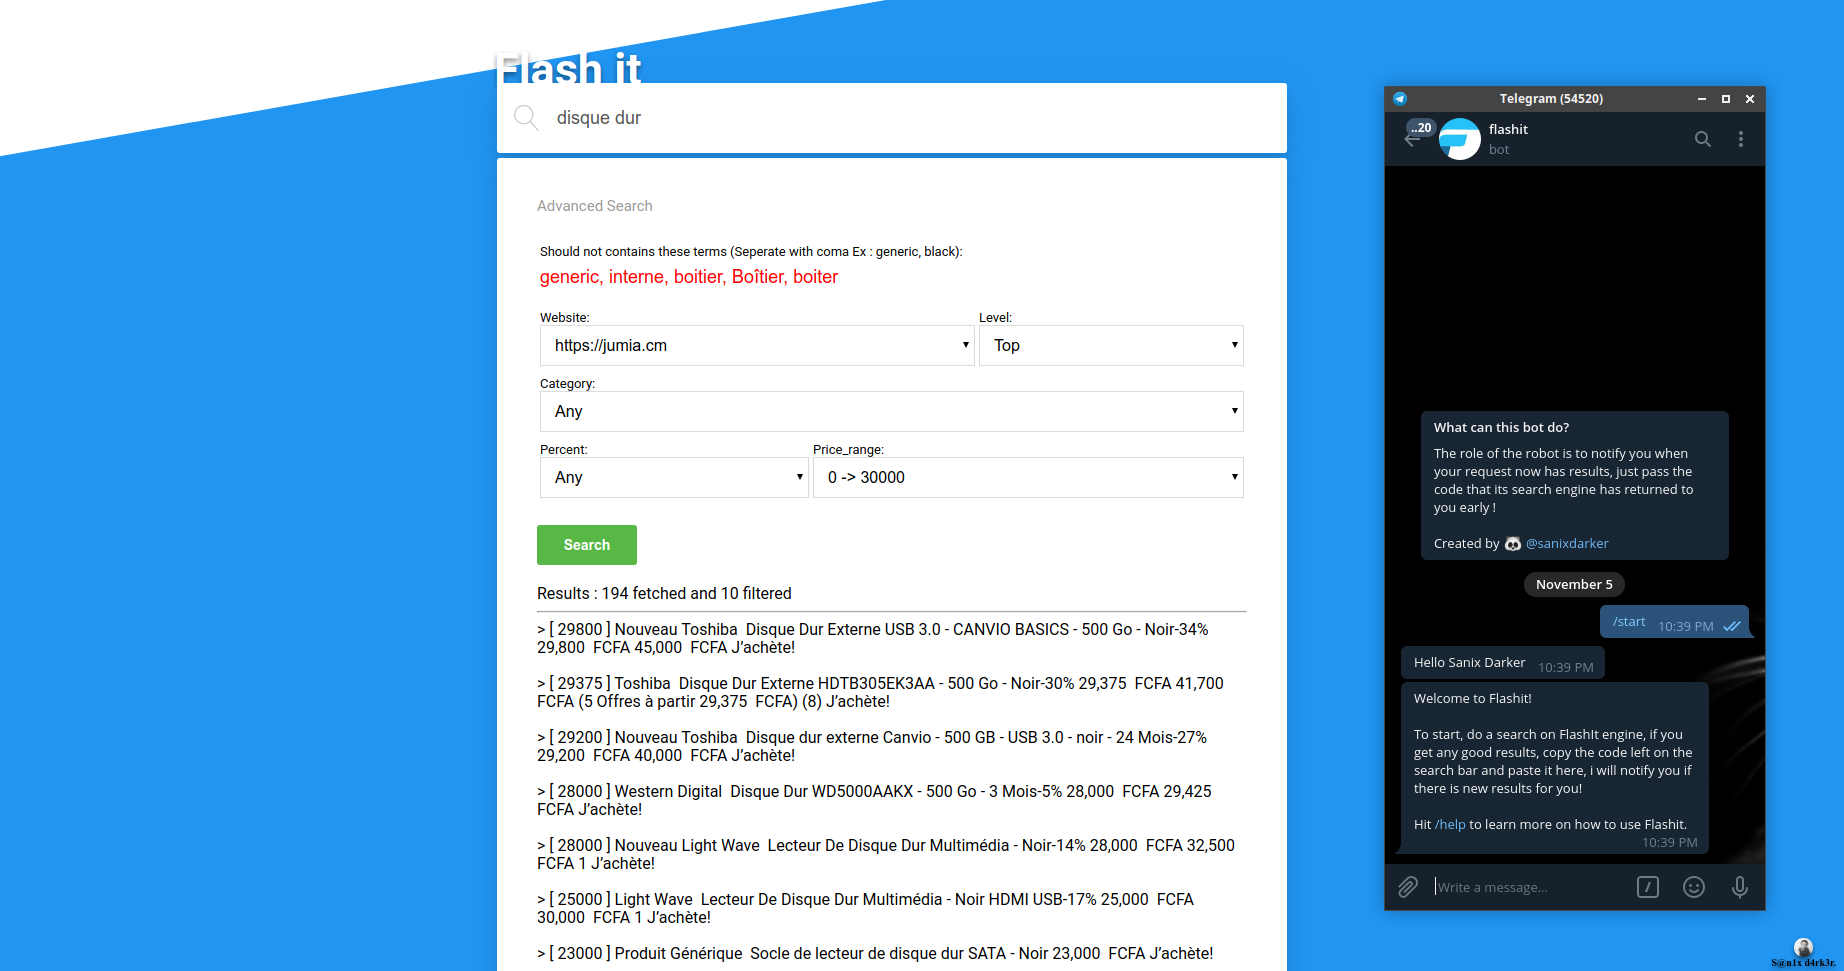 Flash it
disque dur
Advanced Search
Should not contains these terms (Seperate with coma Ex : generic, black):
generic, interne, boitier, Boîtier, boiter
Website:
Level:
https://jumia.cm
Top
Category:
Any
Percent:
Price_range:
Any
0 -> 30000
Search
Results : 194 fetched and 10 filtered
> [ 29800 ] Nouveau Toshiba  Disque Dur Externe USB 3.0 - CANVIO BASICS - 500 Go - Noir-34%
29,800  FCFA 45,000  FCFA J’achète!
> [ 29375 ] Toshiba  Disque Dur Externe HDTB305EK3AA - 500 Go - Noir-30% 29,375  FCFA 41,700
FCFA (5 Offres à partir 29,375  FCFA) (8) J’achète!
> [ 29200 ] Nouveau Toshiba  Disque dur externe Canvio - 500 GB - USB 3.0 - noir - 24 Mois-27%
29,200  FCFA 40,000  FCFA J’achète!
> [ 28000 ] Western Digital  Disque Dur WD5000AAKX - 500 Go - 3 Mois-5% 28,000  FCFA 29,425
FCFA J’achète!
> [ 28000 ] Nouveau Light Wave  Lecteur De Disque Dur Multimédia - Noir-14% 28,000  FCFA 32,500
FCFA 1 J’achète!
> [ 25000 ] Light Wave  Lecteur De Disque Dur Multimédia - Noir HDMI USB-17% 25,000  FCFA
30,000  FCFA 1 J’achète!
> [ 23000 ] Produit Générique  Socle de lecteur de disque dur SATA - Noir 23,000  FCFA J’achète!
Telegram (54520)
..20
flashit
bot
What can this bot do?
The role of the robot is to notify you when
your request now has results, just pass the
code that its search engine has returned to
you early !
Created by 🐼 @sanixdarker
November 5
/start 10:39 PM
Hello Sanix Darker 10:39 PM
Welcome to Flashit!
To start, do a search on FlashIt engine, if you
get any good results, copy the code left on the
search bar and paste it here, i will notify you if
there is new results for you!
Hit /help to learn more on how to use Flashit.
10:39 PM
Write a message...
S@n1x d4rk3r.